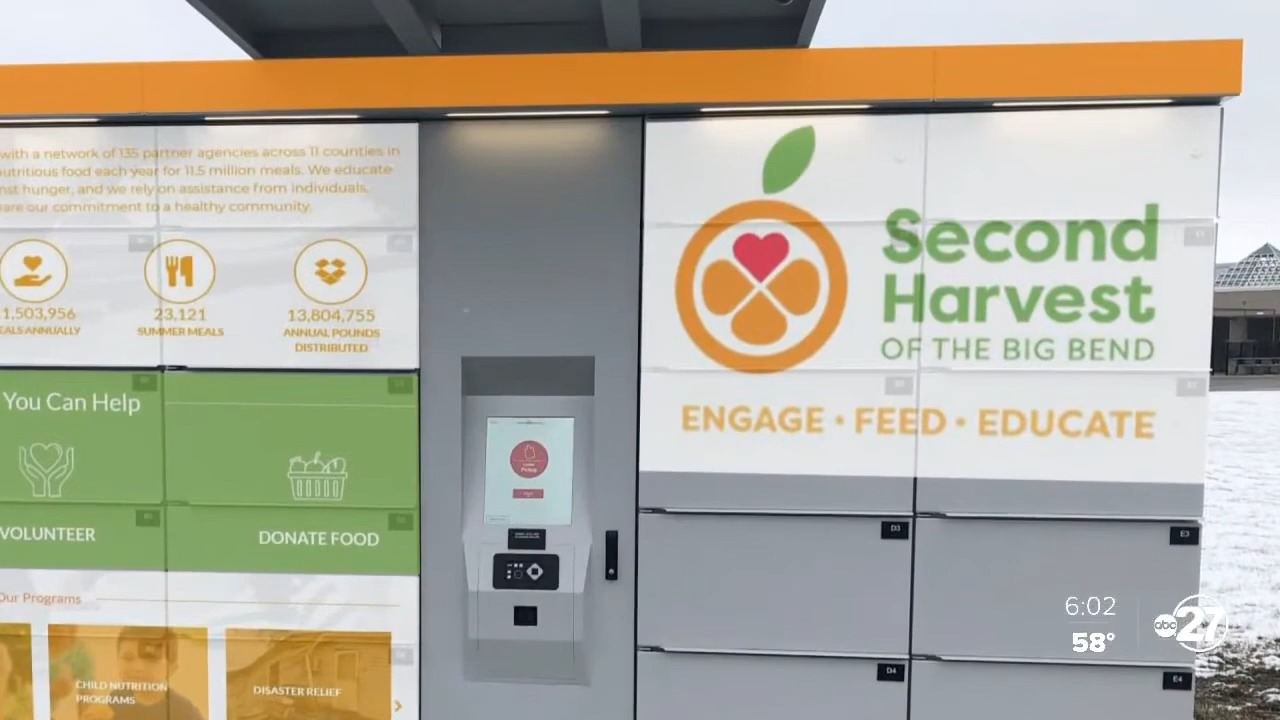 with a network of 135 partner agencies across 11 counties in
nutritious food each year for 11.5 million meals. We educate
nst hunger, and we rely on assistance from individuals,
are our commitment to a healthy community.
1,503,956
EALS ANNUALLY
23,121
SUMMER MEALS
13,804,755
ANNUAL POUNDS
DISTRIBUTED
You Can Help
VOLUNTEER
DONATE FOOD
Our Programs
CHILD NUTRITION
PROGRAMS
DISASTER RELIEF
Second
Harvest
OF THE BIG BEND
ENGAGE • FEED • EDUCATE
D3
E3
D4
E4
6:02
58°
abc 27